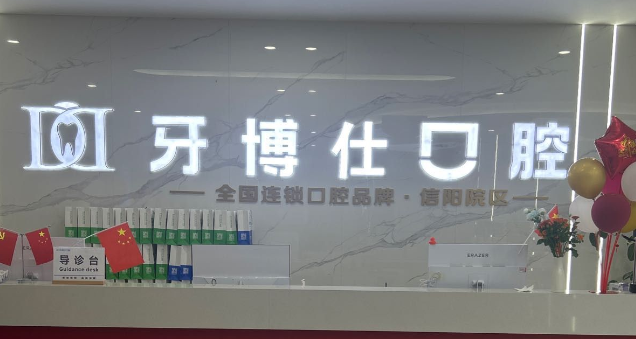 牙博仕口腔
全国连锁口腔品牌·信阳院区
导诊台
Guidance desk